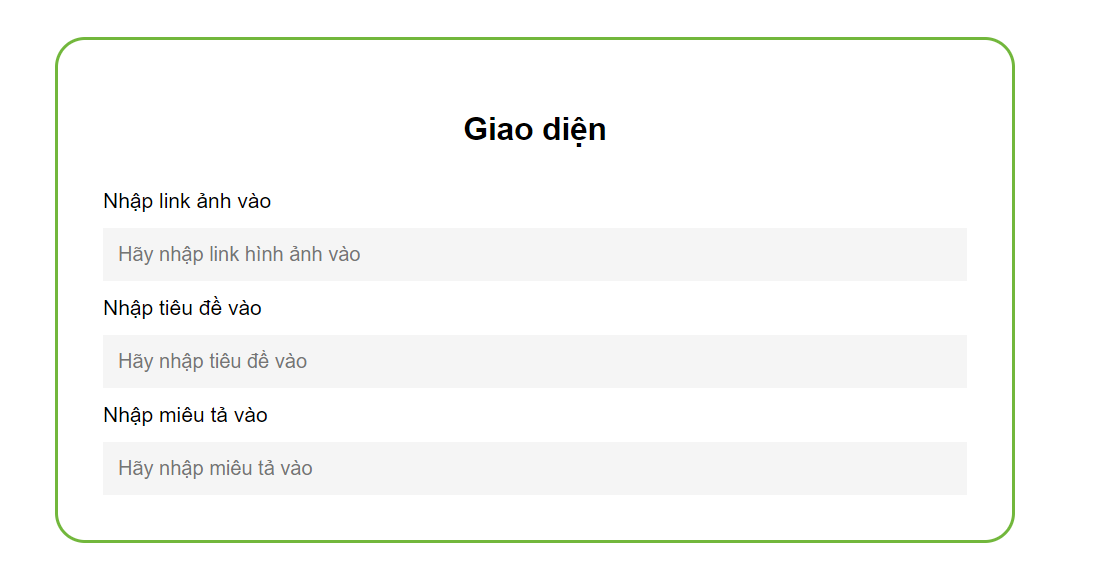 Giao diện
Nhập link ảnh vào
Hãy nhập link hình ảnh vào
Nhập tiêu đề vào
Hãy nhập tiêu đề vào
Nhập miêu tả vào
Hãy nhập miêu tả vào